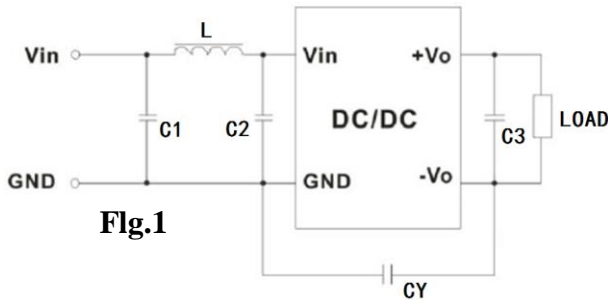 L
Vin
Vin
+Vo
C1
C2
DC/DC
C3
LOAD
GND
GND
-Vo
Flg.1
CY